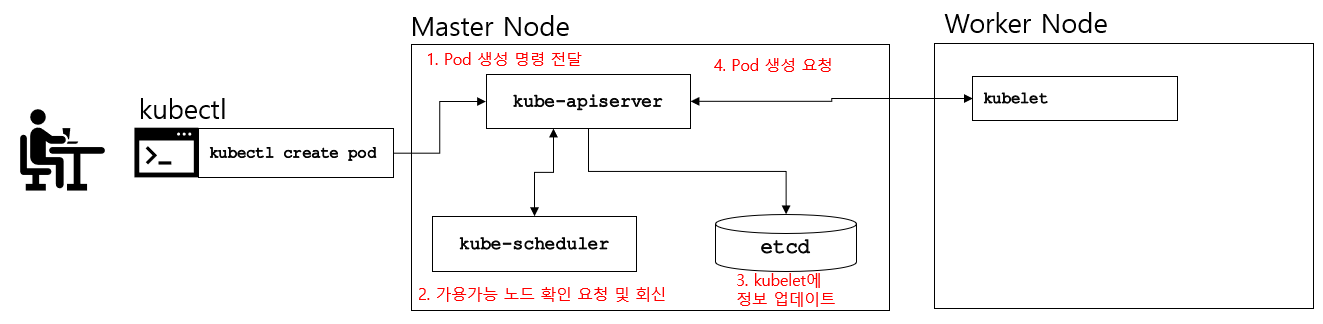 Master Node
Worker Node
1. Pod 생성 명령 전달
4. Pod 생성 요청
kube-apiserver
kubelet
kubectl
kubectl create pod
kube-scheduler
etcd
2. 가용가능 노드 확인 요청 및 회신
3. kubelet에
정보 업데이트